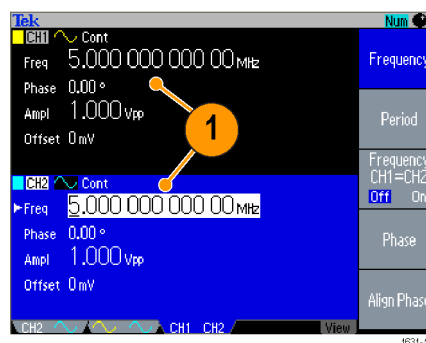 Tek Num
CH1 Cont
Freq 5.000 000 000 00 MHz
Phase 0.00 °
Ampl 1.000 Vpp
Offset 0 mV
1
CH2 Cont
Freq 5.000 000 000 00 MHz
Phase 0.00 °
Ampl 1.000 Vpp
Offset 0 mV
CH2 CH1 CH2 View
Frequency
Period
Frequency
CH1=CH2
Off On
Phase
Align Phase